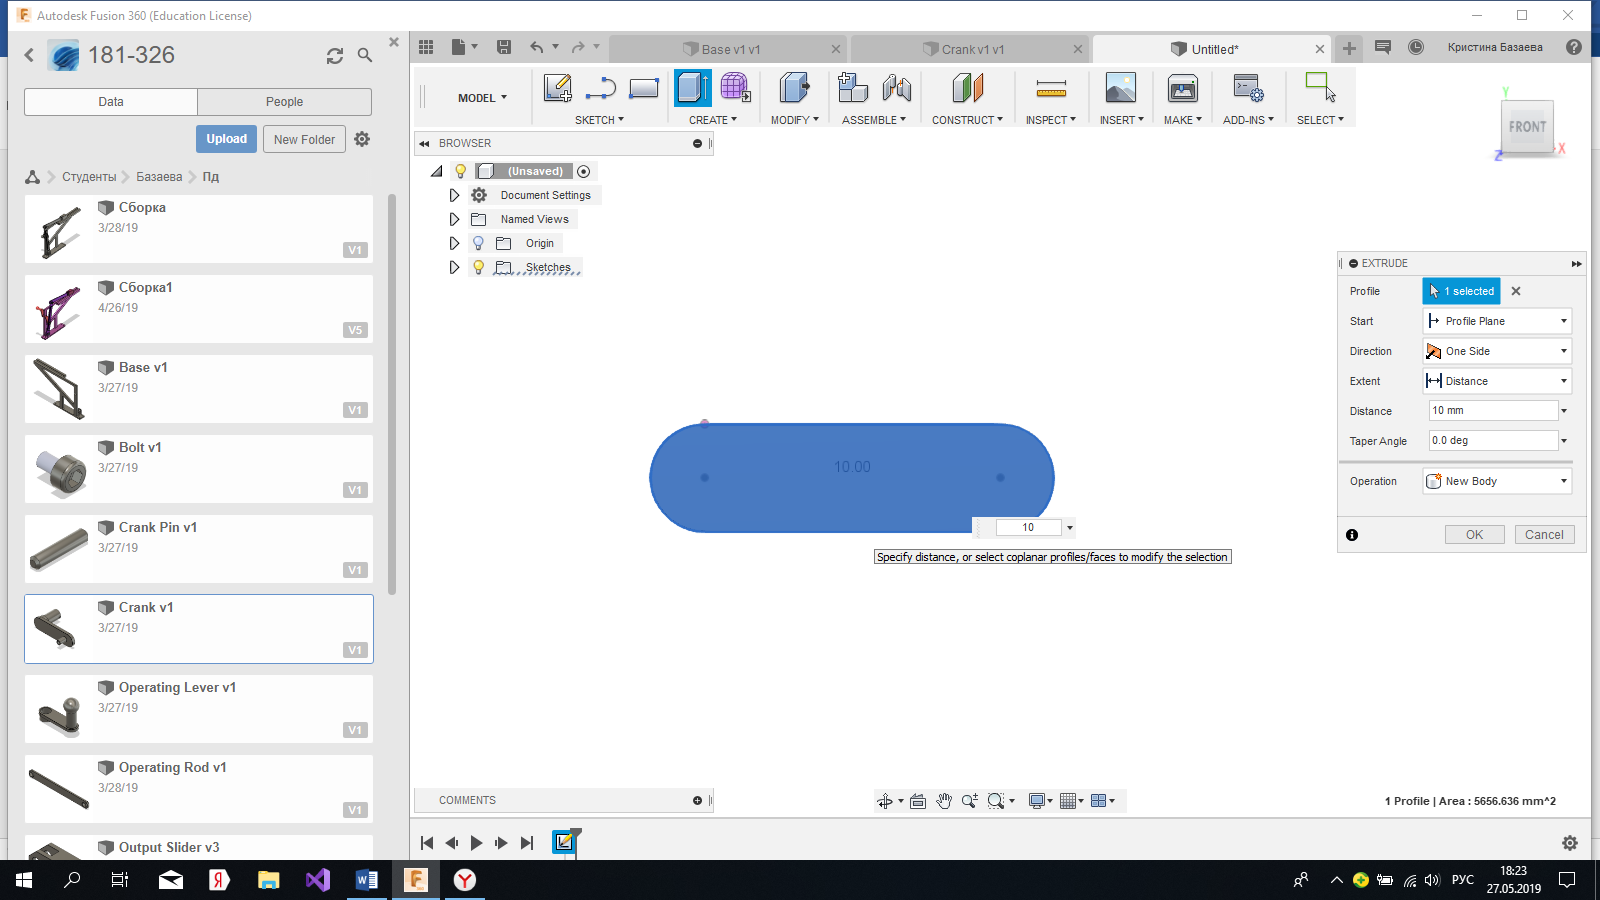 Autodesk Fusion 360 (Education License)
181-326
Data
People
Upload
New Folder
Студенты
Базаева
Пд
Сборка
3/28/19
V1
Сборка1
4/26/19
V5
Base v1
3/27/19
V1
Bolt v1
3/27/19
V1
Crank Pin v1
3/27/19
V1
Crank v1
3/27/19
V1
Operating Lever v1
3/27/19
V1
Operating Rod v1
3/28/19
V1
Output Slider v3
Base v1 v1
Crank v1 v1
Untitled*
Кристина Базаева
MODEL
SKETCH
CREATE
MODIFY
ASSEMBLE
CONSTRUCT
INSPECT
INSERT
MAKE
ADD-INS
SELECT
BROWSER
(Unsaved)
Document Settings
Named Views
Origin
Sketches
Y
FRONT
Z
X
EXTRUDE
Profile
1 selected
Start
Profile Plane
Direction
One Side
Extent
Distance
Distance
10 mm
Taper Angle
0.0 deg
Operation
New Body
OK
Cancel
10.00
10
Specify distance, or select coplanar profiles/faces to modify the selection
COMMENTS
1 Profile | Area : 5656.636 mm^2
РУС
18:23
27.05.2019